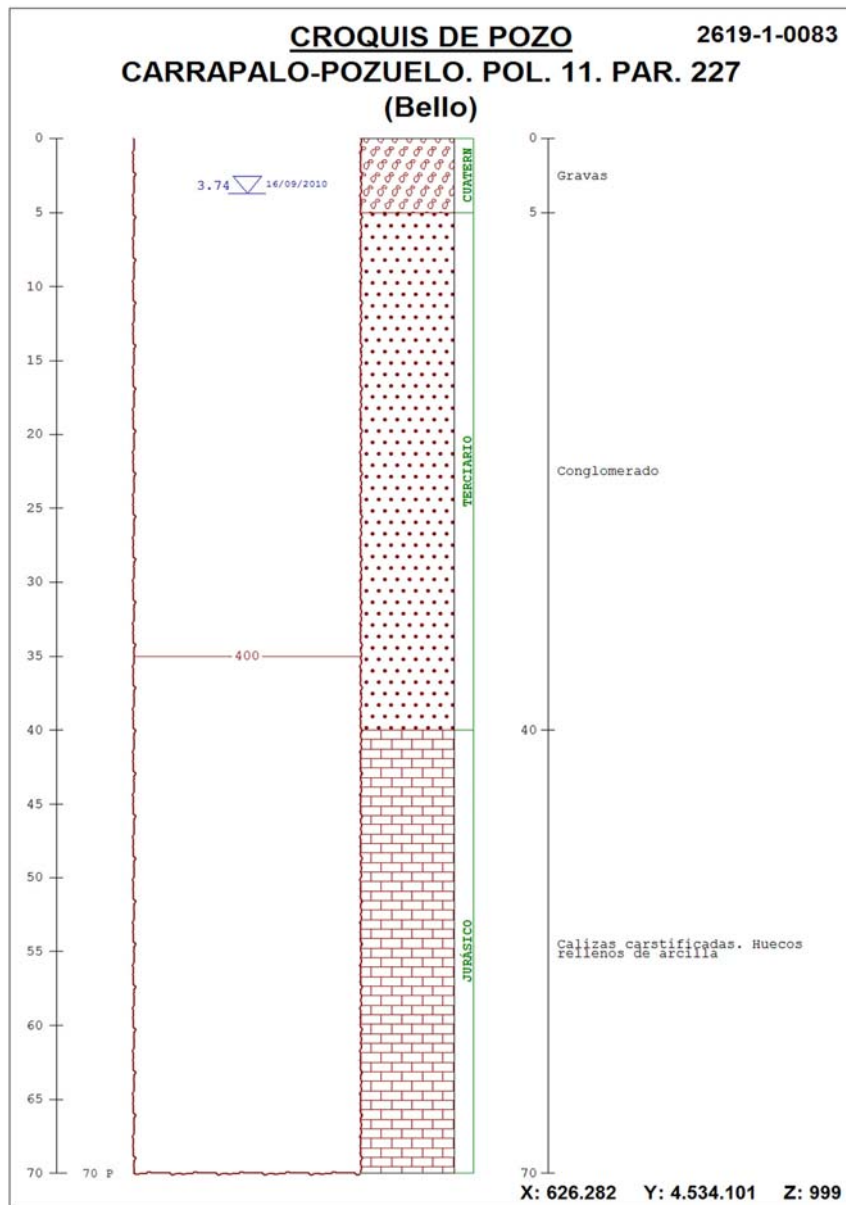 CROQUIS DE POZO
2619-1-0083
CARRAPALO-POZUELO. POL. 11. PAR. 227
(Bello)
0
5
10
15
20
25
30
35
40
45
50
55
60
65
70
70 P
3.74
16/09/2010
400
CUATERN
TERCIARIO
JURÁSICO
0
5
40
70
Gravas
Conglomerado
Calizas carstificadas. Huecos
rellenos de arcilla
X: 626.282 Y: 4.534.101 Z: 999